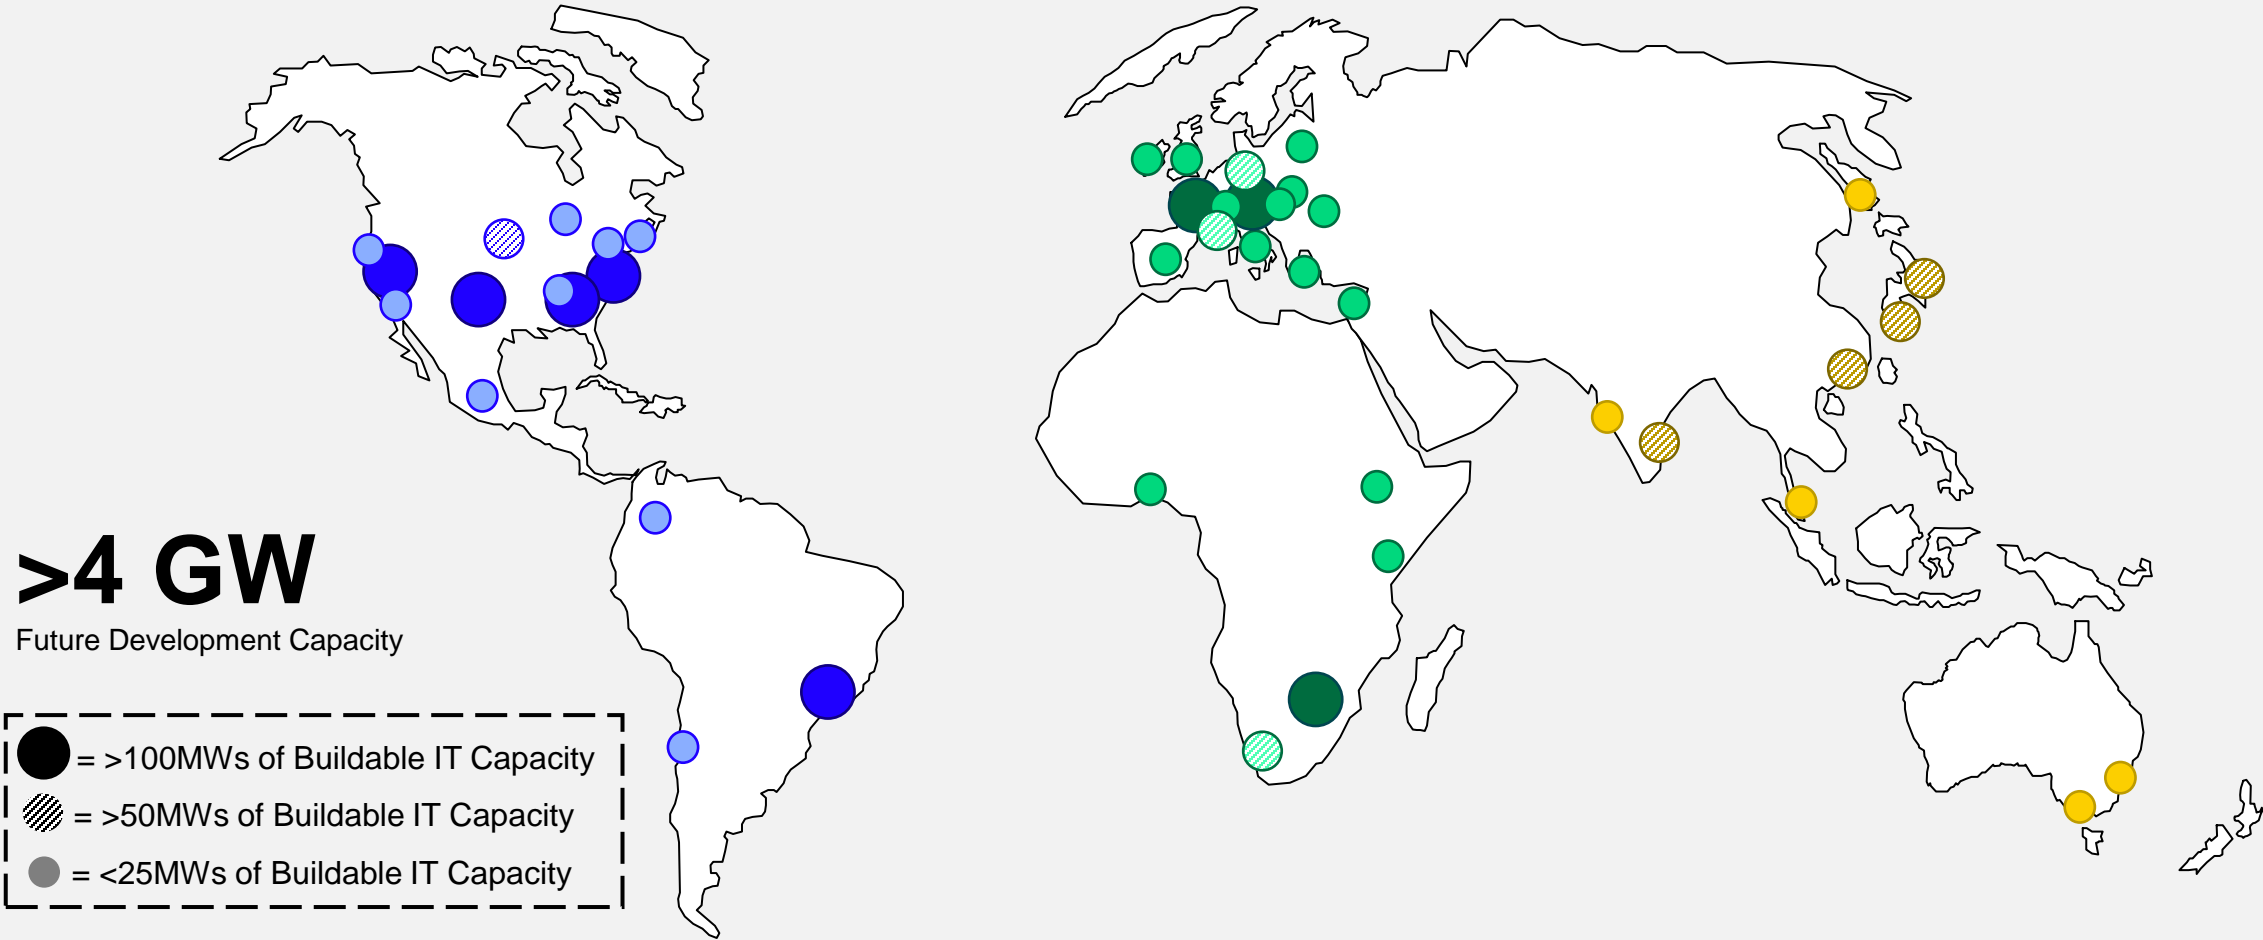 >4 GW
Future Development Capacity
= >100MWs of Buildable IT Capacity
= >50MWs of Buildable IT Capacity
= <25MWs of Buildable IT Capacity